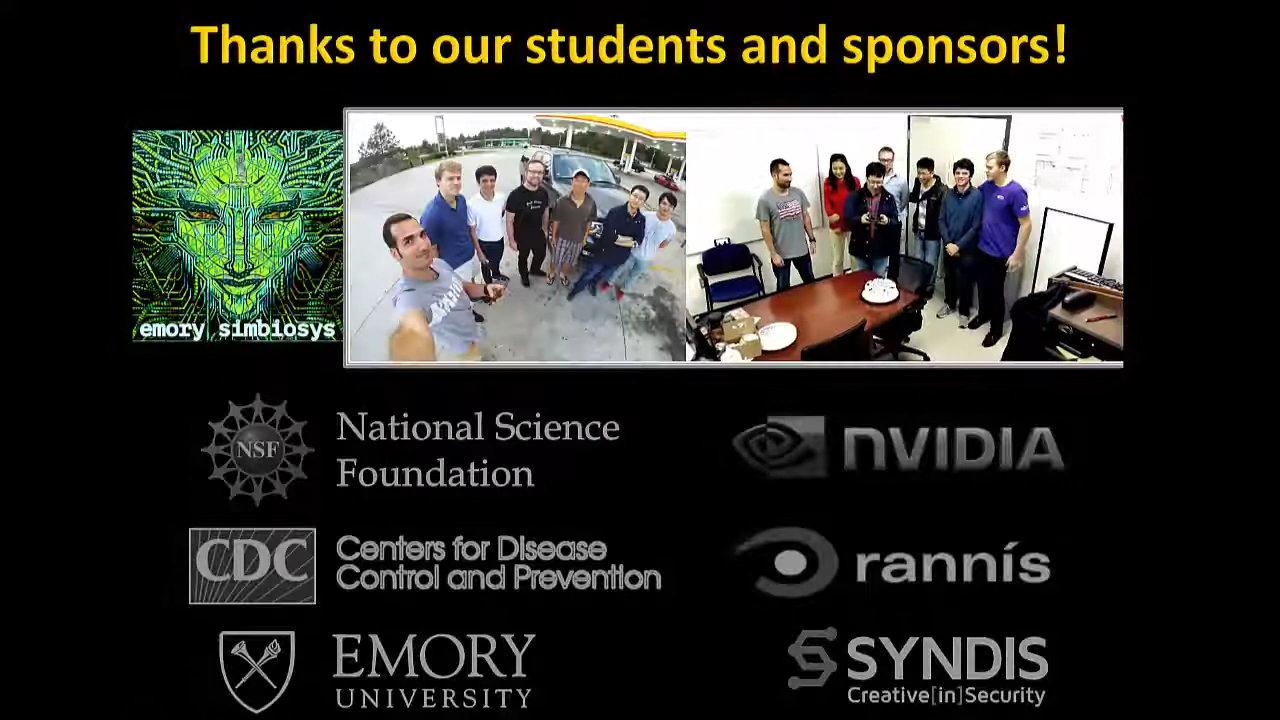 Thanks to our students and sponsors!
emory simbiosys
NSF
National Science
Foundation
NVIDIA
CDC
Centers for Disease
Control and Prevention
rannís
EMORY
UNIVERSITY
SYNDIS
Creative[in]Security